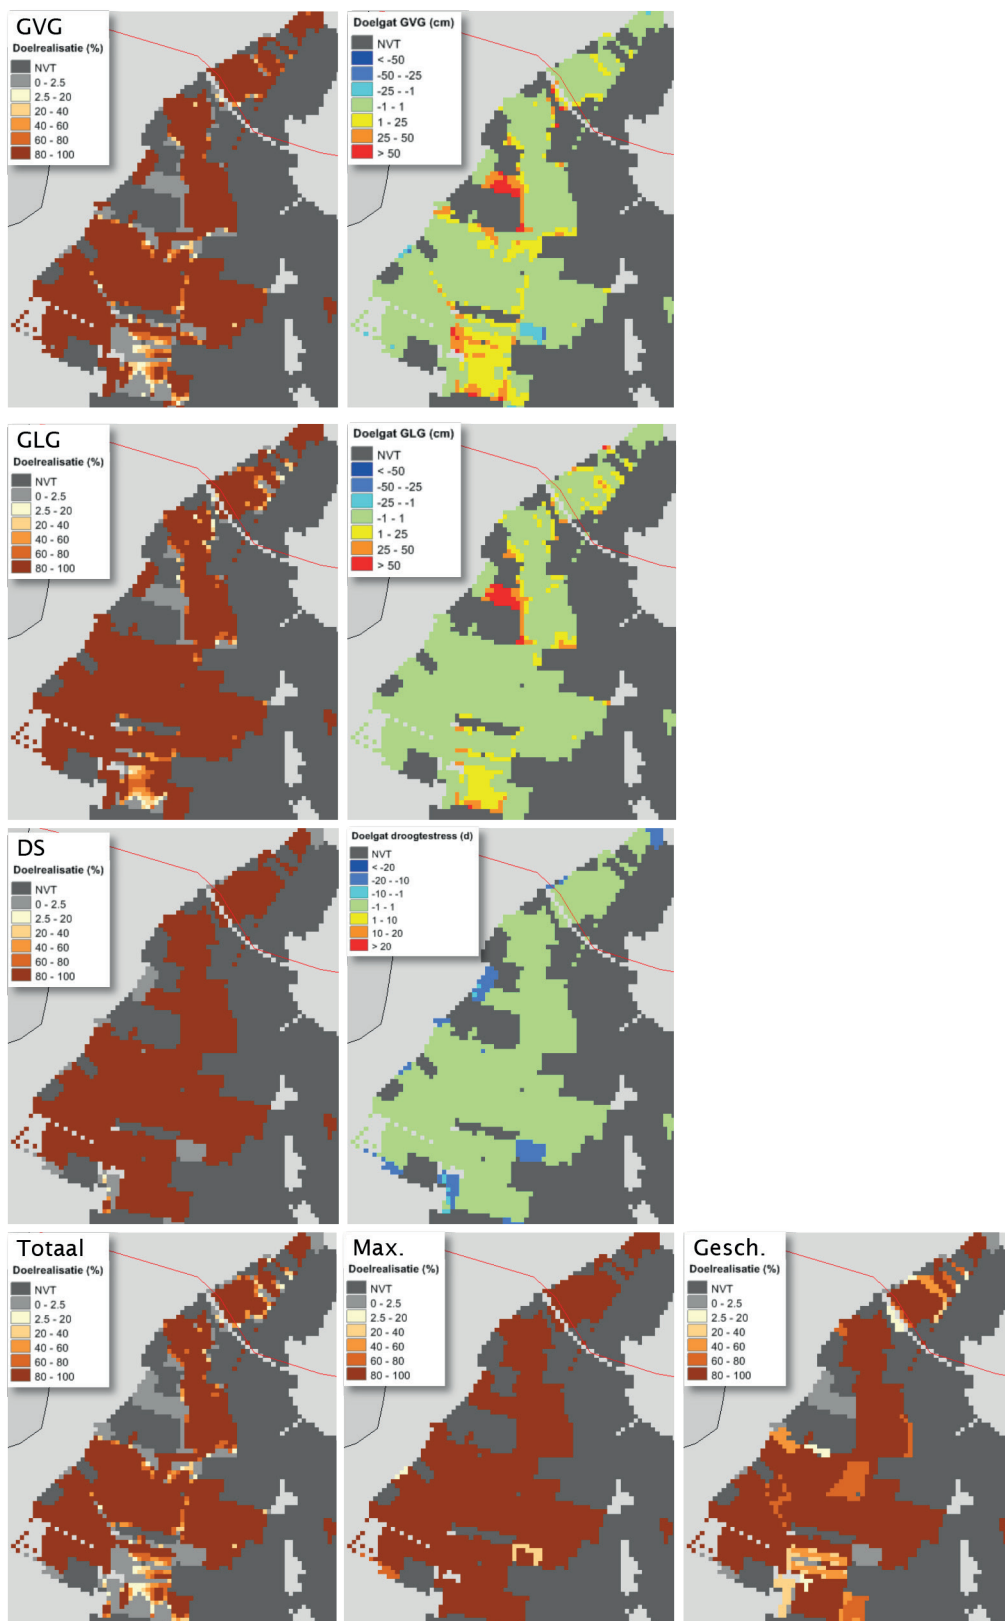 GVG
Doelrealisatie (%)
NVT
0 - 2.5
2.5 - 20
20 - 40
40 - 60
60 - 80
80 - 100
Doelgat GVG (cm)
NVT
< -50
-50 - -25
-25 - -1
-1 - 1
1 - 25
25 - 50
> 50
GLG
Doelrealisatie (%)
NVT
0 - 2.5
2.5 - 20
20 - 40
40 - 60
60 - 80
80 - 100
Doelgat GLG (cm)
NVT
< -50
-50 - -25
-25 - -1
-1 - 1
1 - 25
25 - 50
> 50
DS
Doelrealisatie (%)
NVT
0 - 2.5
2.5 - 20
20 - 40
40 - 60
60 - 80
80 - 100
Doelgat droogtestress (d)
NVT
< -20
-20 - -10
-10 - -1
-1 - 1
1 - 10
10 - 20
> 20
Totaal
Doelrealisatie (%)
NVT
0 - 2.5
2.5 - 20
20 - 40
40 - 60
60 - 80
80 - 100
Max.
Doelrealisatie (%)
NVT
0 - 2.5
2.5 - 20
20 - 40
40 - 60
60 - 80
80 - 100
Gesch.
Doelrealisatie (%)
NVT
0 - 2.5
2.5 - 20
20 - 40
40 - 60
60 - 80
80 - 100